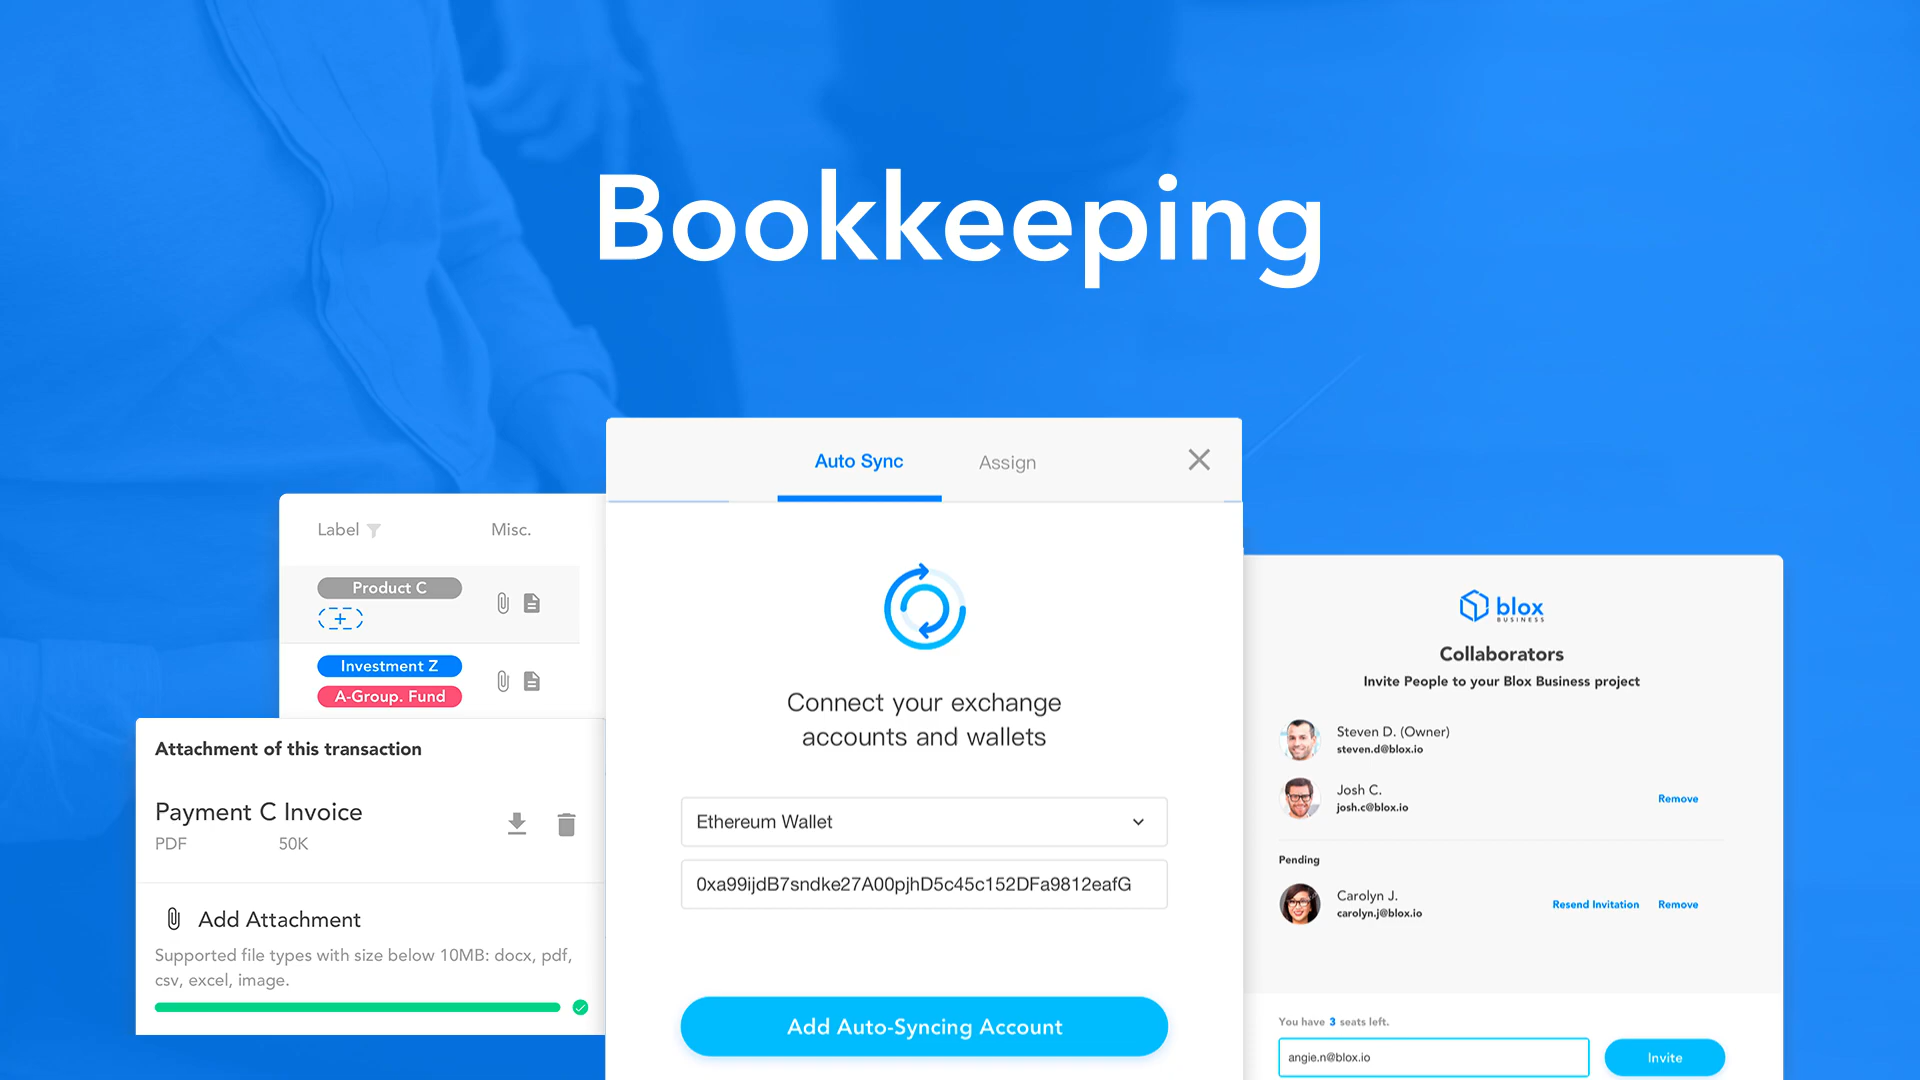 Bookkeeping
Label
Misc.
Product C
+
Investment Z
A-Group. Fund
Attachment of this transaction
Payment C Invoice
PDF 50K
Add Attachment
Supported file types with size below 10MB: docx, pdf,
csv, excel, image.
Auto Sync Assign
Connect your exchange
accounts and wallets
Ethereum Wallet
0xa99ijdB7sndke27A00pjhD5c45c152DFa9812eafG
Add Auto-Syncing Account
blox
BUSINESS
Collaborators
Invite People to your Blox Business project
Steven D. (Owner)
steven.d@blox.io
Josh C.
josh.c@blox.io
Remove
Pending
Carolyn J.
carolyn.j@blox.io
Resend Invitation Remove
You have 3 seats left.
angie.n@blox.io
Invite